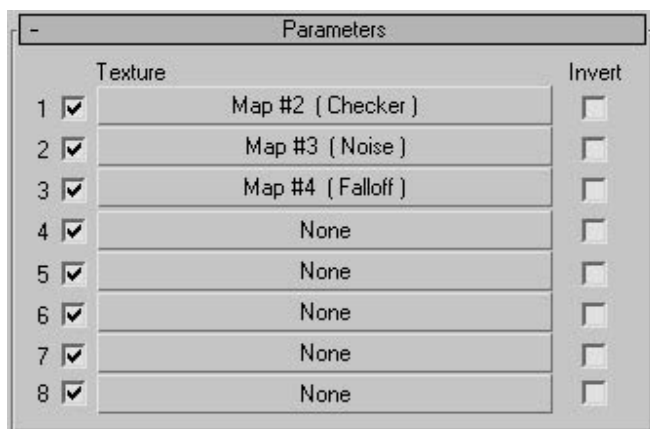 - Parameters
Texture Invert
1 Map #2 ( Checker )
2 Map #3 ( Noise )
3 Map #4 ( Falloff )
4 None
5 None
6 None
7 None
8 None